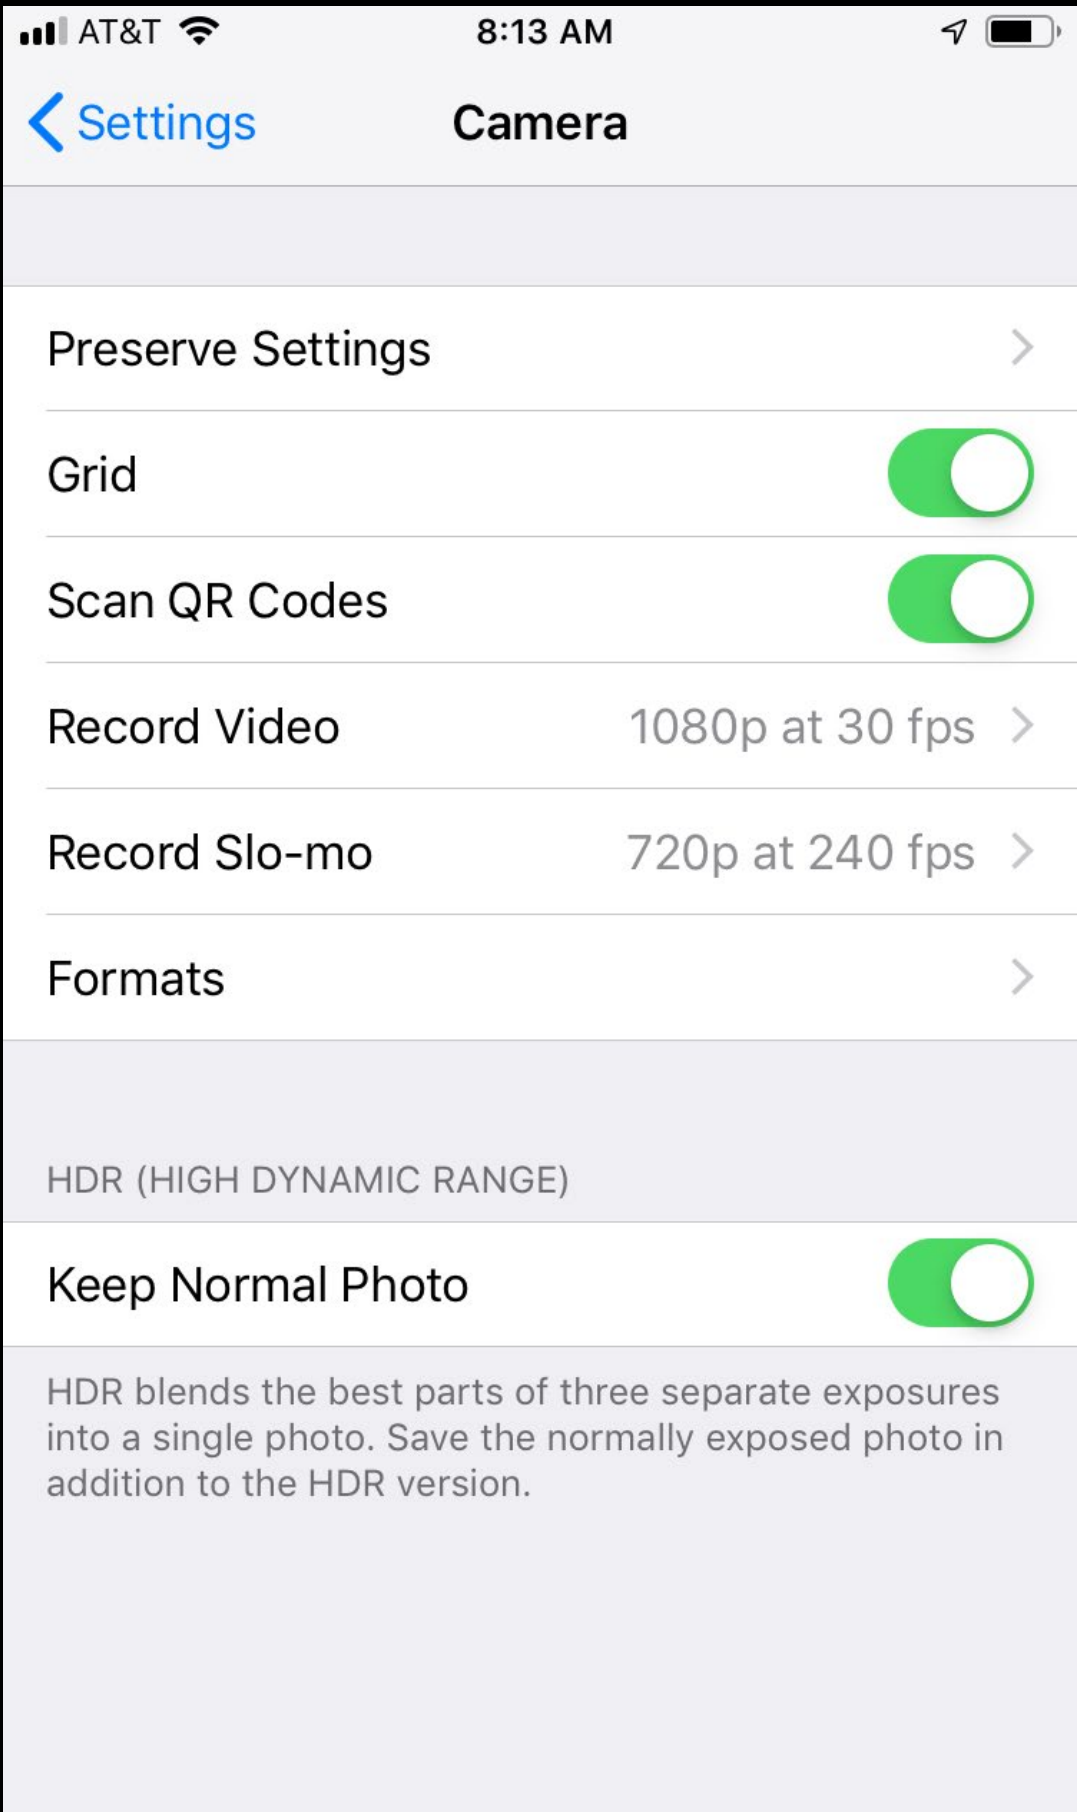 AT&T 8:13 AM
Settings Camera
Preserve Settings
Grid
Scan QR Codes
Record Video 1080p at 30 fps
Record Slo-mo 720p at 240 fps
Formats
HDR (HIGH DYNAMIC RANGE)
Keep Normal Photo
HDR blends the best parts of three separate exposures
into a single photo. Save the normally exposed photo in
addition to the HDR version.